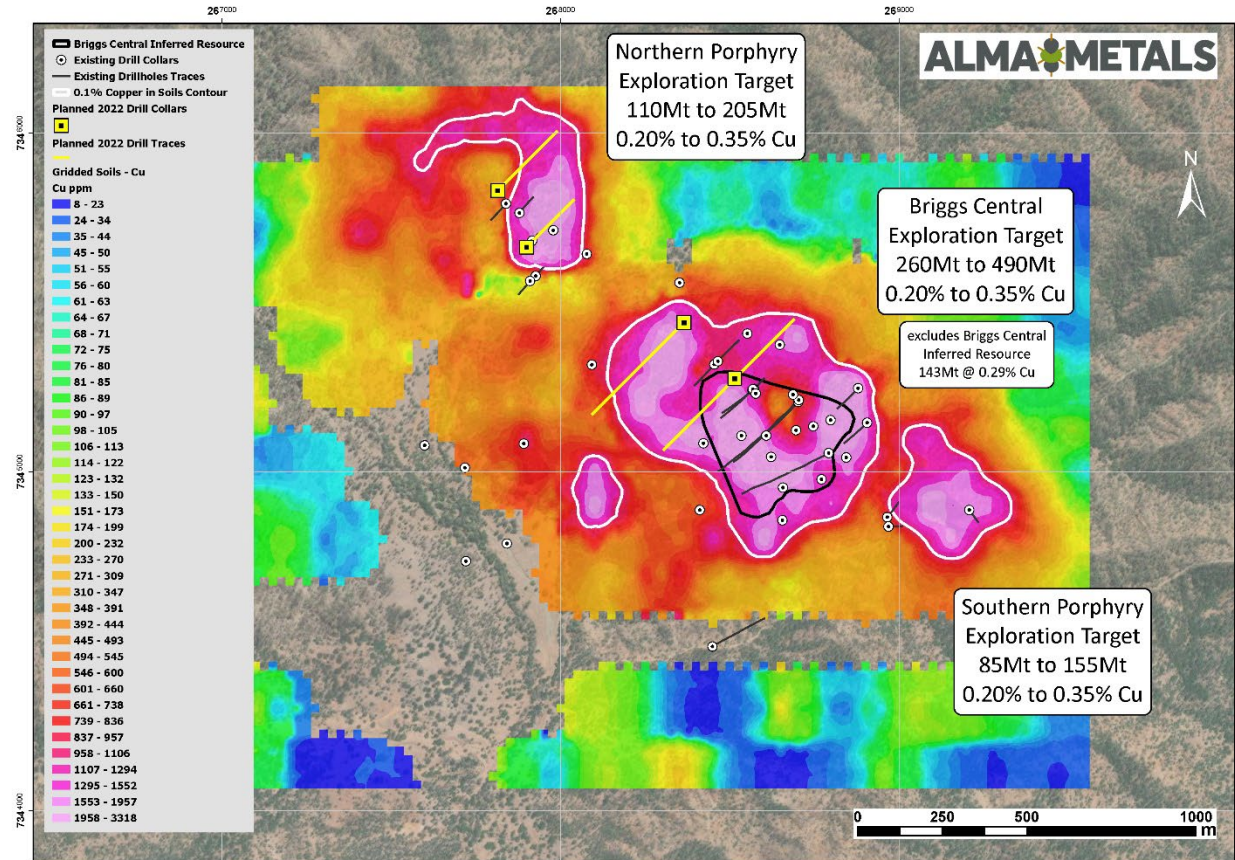 267000
268000
269000
7346000
7345000
7344000
Briggs Central Inferred Resource
Existing Drill Collars
Existing Drillholes Traces
0.1% Copper in Soils Contour
Planned 2022 Drill Collars
Planned 2022 Drill Traces
Gridded Soils - Cu
Cu ppm
8 - 23
24 - 34
35 - 44
45 - 50
51 - 55
56 - 60
61 - 63
64 - 67
68 - 71
72 - 75
76 - 80
81 - 85
86 - 89
90 - 97
98 - 105
106 - 113
114 - 122
123 - 132
133 - 150
151 - 173
174 - 199
200 - 232
233 - 270
271 - 309
310 - 347
348 - 391
392 - 444
445 - 493
494 - 545
546 - 600
601 - 660
661 - 738
739 - 836
837 - 957
958 - 1106
1107 - 1294
1295 - 1552
1553 - 1957
1958 - 3318
Northern Porphyry
Exploration Target
110Mt to 205Mt
0.20% to 0.35% Cu
ALMA METALS
N
Briggs Central
Exploration Target
260Mt to 490Mt
0.20% to 0.35% Cu
excludes Briggs Central
Inferred Resource
143Mt @ 0.29% Cu
Southern Porphyry
Exploration Target
85Mt to 155Mt
0.20% to 0.35% Cu
0 250 500 1000
m